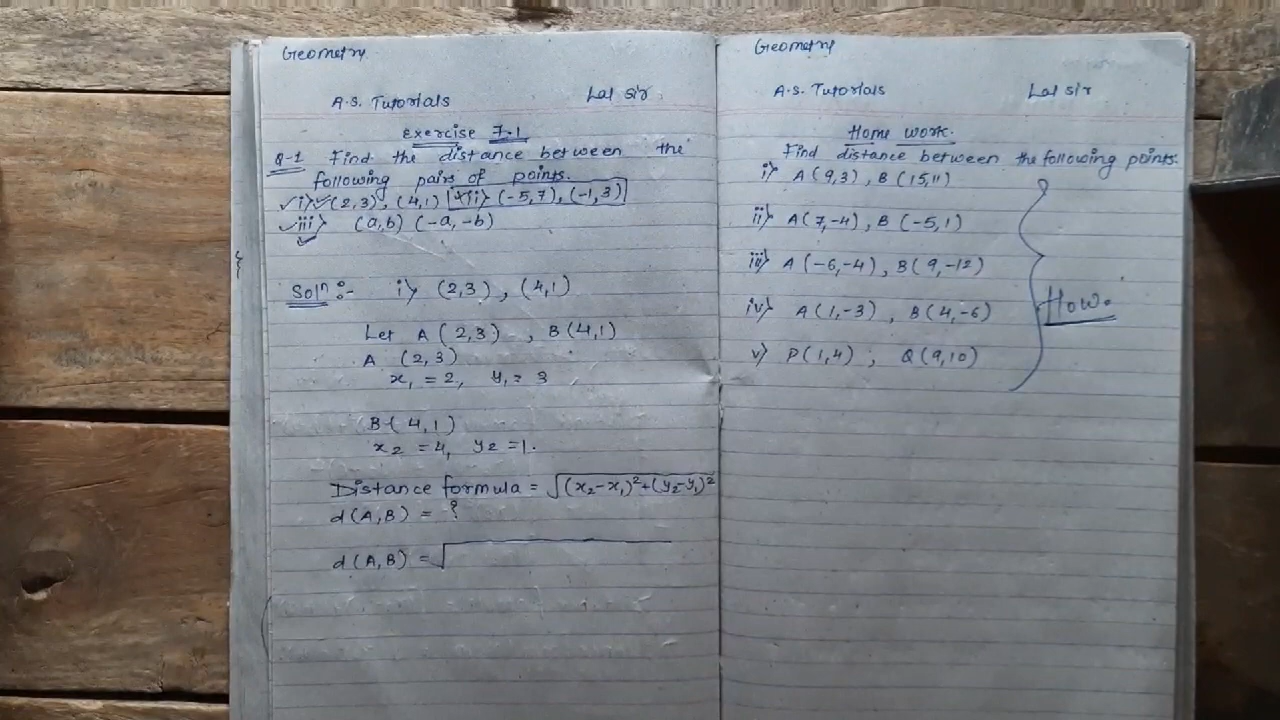 Geometry.
A.S. Tutorials Lal sir
Exercise 7.1
Q-1 Find the distance between the
following pairs of points.
i) (2,3), (4,1) ii) (-5,7), (-1,3)
iii) (a,b) (-a,-b)
Solⁿ:- i) (2,3), (4,1)
Let A (2,3), B(4,1)
A (2,3)
x₁ = 2, y₁ = 3
B(4,1)
x₂ = 4, y₂ = 1.
Distance formula = √(x₂-x₁)²+(y₂-y₁)²
d(A,B) = ?
d(A,B) = √
Geometry
A.S. Tutorials Lal sir
Home work.
Find distance between the following points.
i) A(9,3), B(15,11)
ii) A(7,-4), B(-5,1)
iii) A(-6,-4), B(9,-12)
iv) A(1,-3), B(4,-6)
How.
v) P(1,4); Q(9,10)